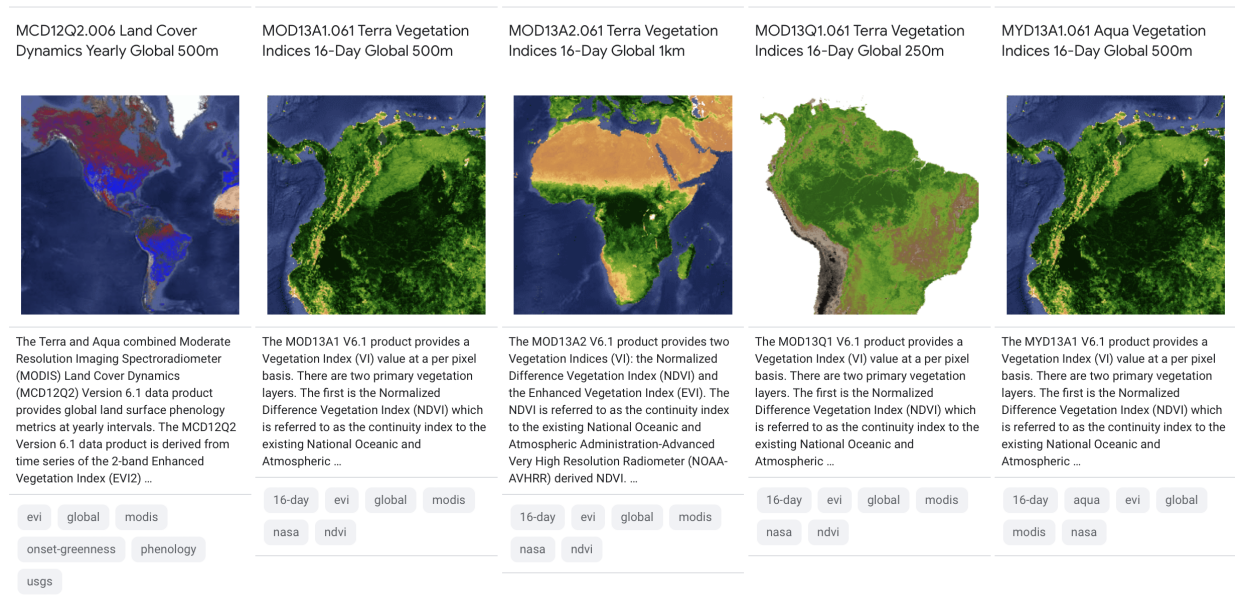 MCD12Q2.006 Land Cover
Dynamics Yearly Global 500m
The Terra and Aqua combined Moderate
Resolution Imaging Spectroradiometer
(MODIS) Land Cover Dynamics
(MCD12Q2) Version 6.1 data product
provides global land surface phenology
metrics at yearly intervals. The MCD12Q2
Version 6.1 data product is derived from
time series of the 2-band Enhanced
Vegetation Index (EVI2) …
evi global modis
onset-greenness phenology
usgs
MOD13A1.061 Terra Vegetation
Indices 16-Day Global 500m
The MOD13A1 V6.1 product provides a
Vegetation Index (VI) value at a per pixel
basis. There are two primary vegetation
layers. The first is the Normalized
Difference Vegetation Index (NDVI) which
is referred to as the continuity index to the
existing National Oceanic and
Atmospheric …
16-day evi global modis
nasa ndvi
MOD13A2.061 Terra Vegetation
Indices 16-Day Global 1km
The MOD13A2 V6.1 product provides two
Vegetation Indices (VI): the Normalized
Difference Vegetation Index (NDVI) and
the Enhanced Vegetation Index (EVI). The
NDVI is referred to as the continuity index
to the existing National Oceanic and
Atmospheric Administration-Advanced
Very High Resolution Radiometer (NOAA-
AVHRR) derived NDVI. …
16-day evi global modis
nasa ndvi
MOD13Q1.061 Terra Vegetation
Indices 16-Day Global 250m
The MOD13Q1 V6.1 product provides a
Vegetation Index (VI) value at a per pixel
basis. There are two primary vegetation
layers. The first is the Normalized
Difference Vegetation Index (NDVI) which
is referred to as the continuity index to the
existing National Oceanic and
Atmospheric …
16-day evi global modis
nasa ndvi
MYD13A1.061 Aqua Vegetation
Indices 16-Day Global 500m
The MYD13A1 V6.1 product provides a
Vegetation Index (VI) value at a per pixel
basis. There are two primary vegetation
layers. The first is the Normalized
Difference Vegetation Index (NDVI) which
is referred to as the continuity index to the
existing National Oceanic and
Atmospheric …
16-day aqua evi global
modis nasa